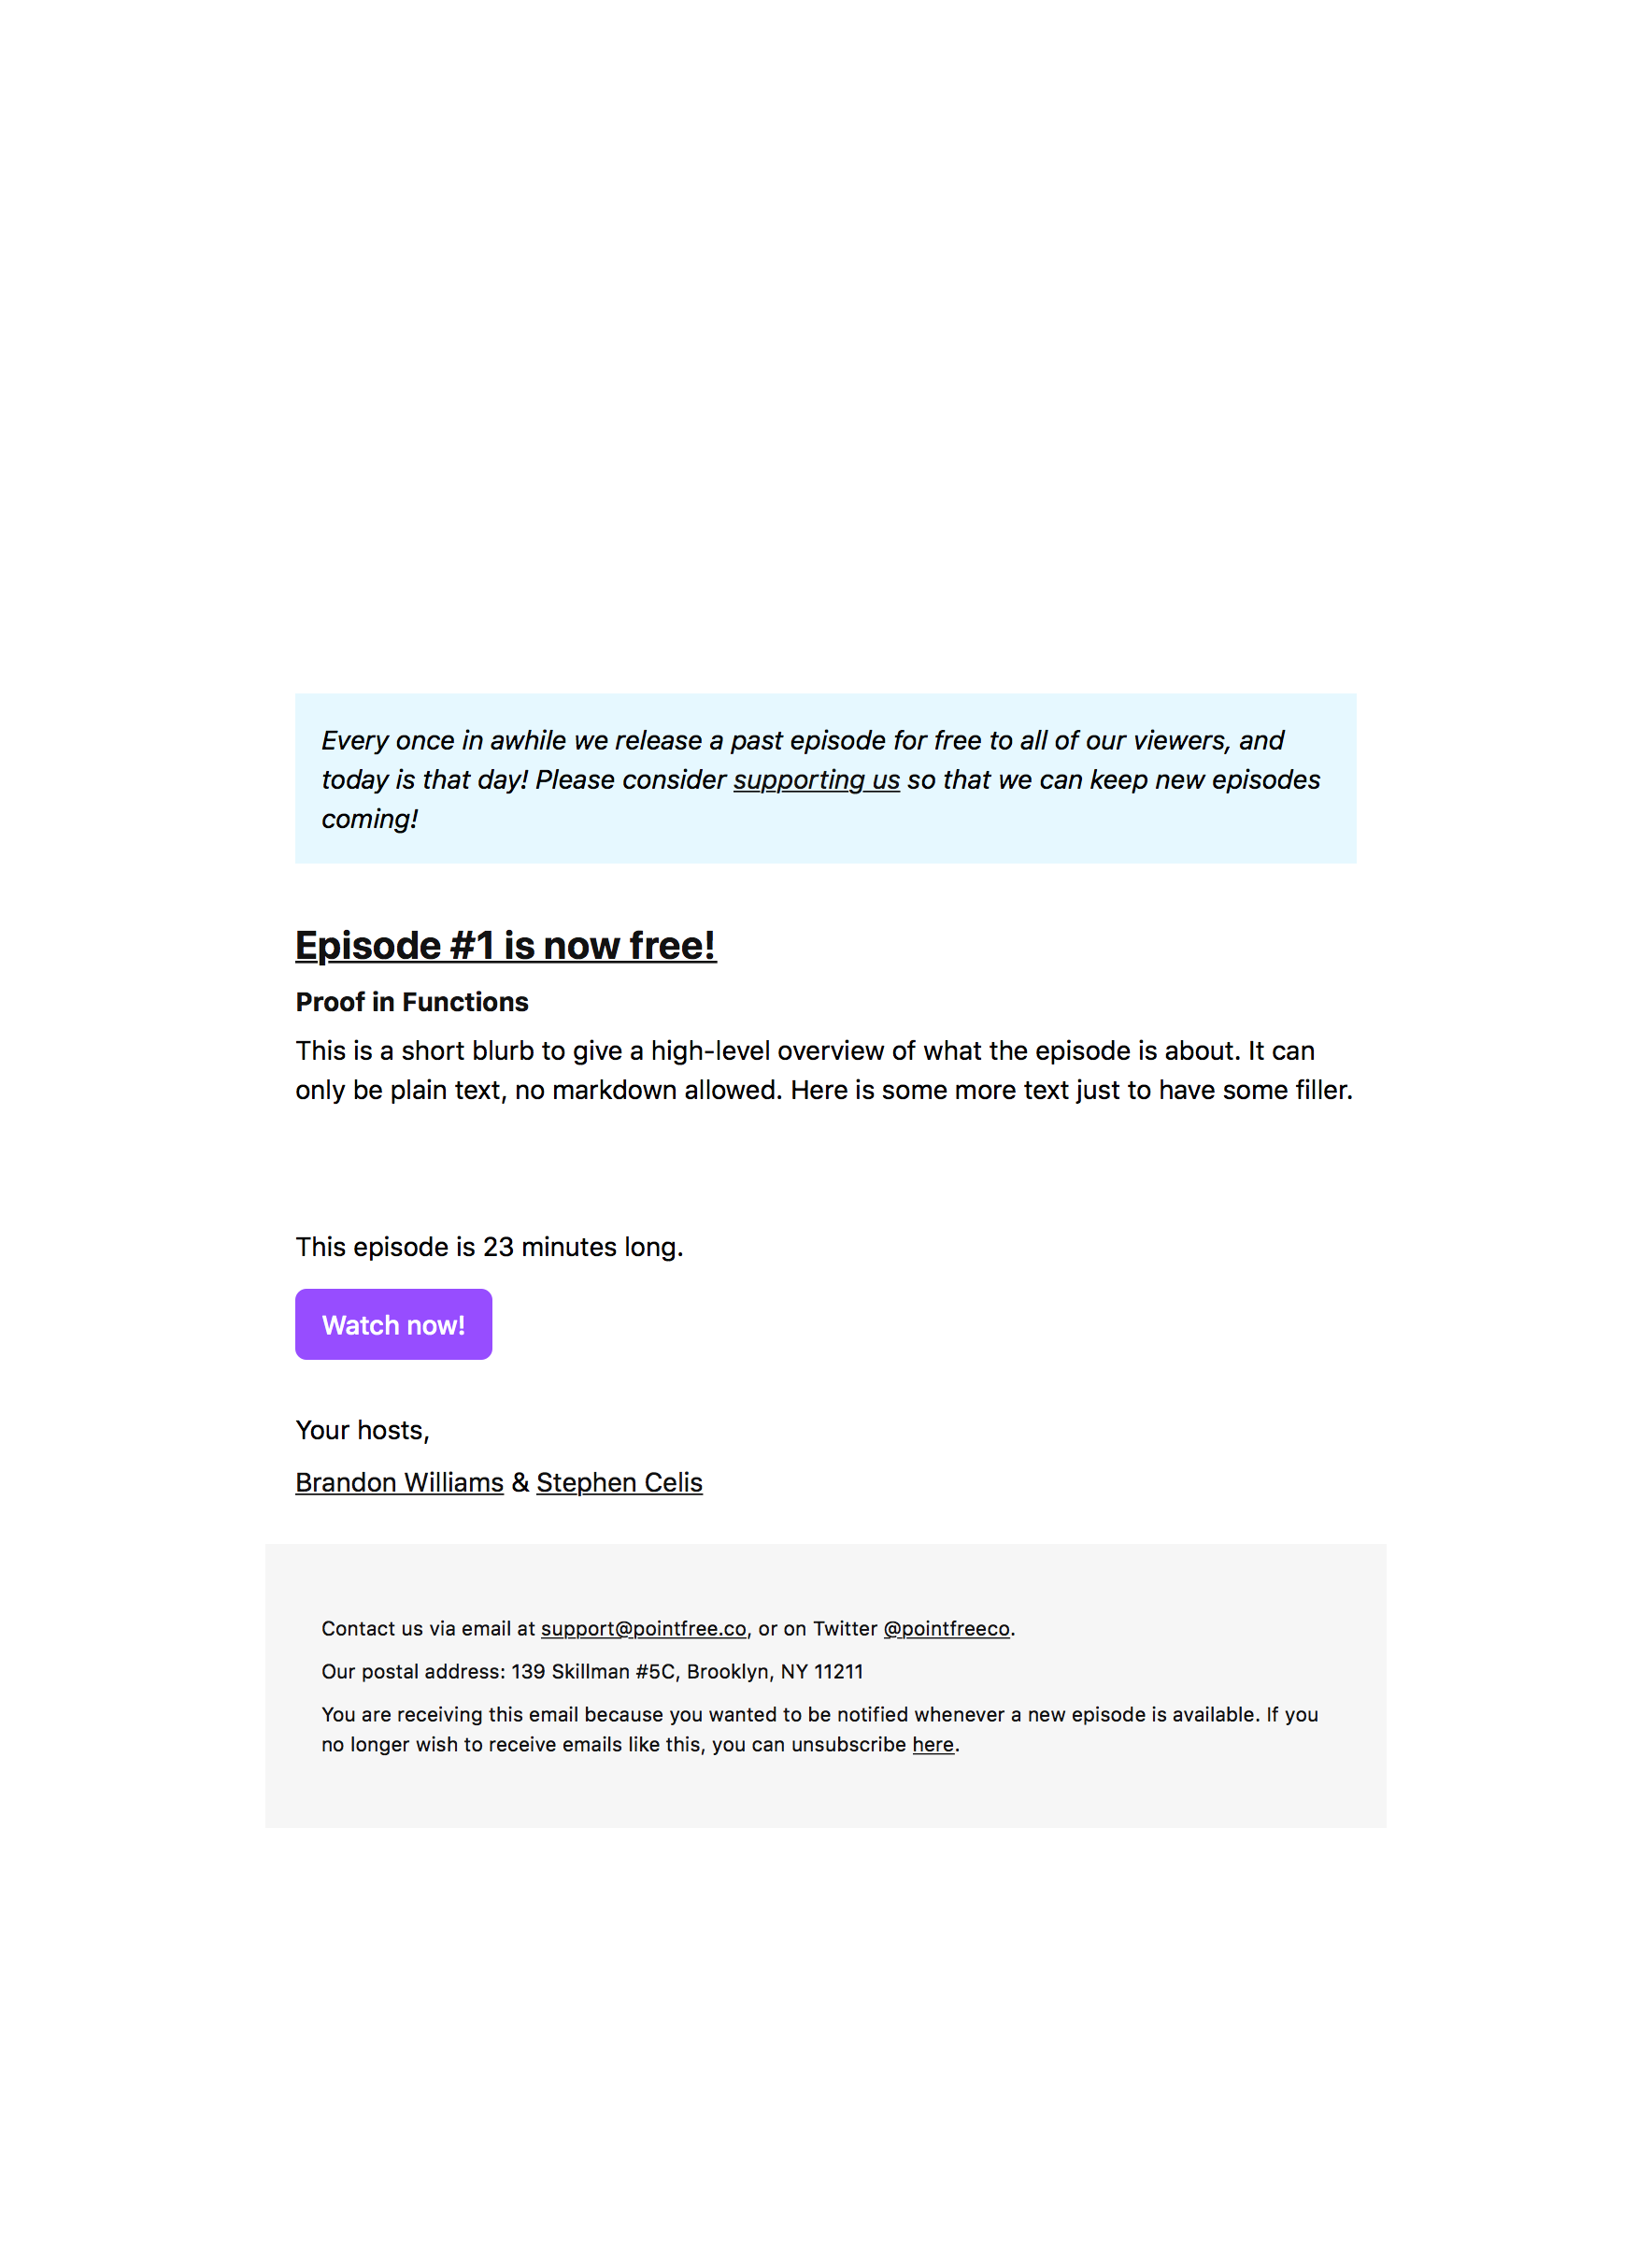 Every once in awhile we release a past episode for free to all of our viewers, and
today is that day! Please consider supporting us so that we can keep new episodes
coming!
Episode #1 is now free!
Proof in Functions
This is a short blurb to give a high-level overview of what the episode is about. It can
only be plain text, no markdown allowed. Here is some more text just to have some filler.
This episode is 23 minutes long.
Watch now!
Your hosts,
Brandon Williams & Stephen Celis
Contact us via email at support@pointfree.co, or on Twitter @pointfreeco.
Our postal address: 139 Skillman #5C, Brooklyn, NY 11211
You are receiving this email because you wanted to be notified whenever a new episode is available. If you
no longer wish to receive emails like this, you can unsubscribe here.